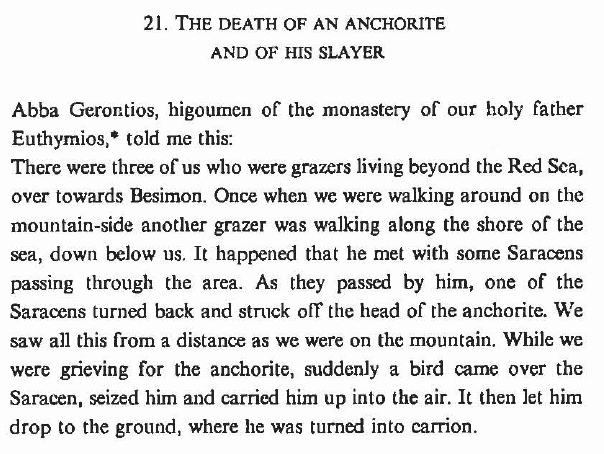 21. THE DEATH OF AN ANCHORITE
AND OF HIS SLAYER
Abba Gerontios, higoumen of the monastery of our holy father
Euthymios,* told me this:
There were three of us who were grazers living beyond the Red Sea,
over towards Besimon. Once when we were walking around on the
mountain-side another grazer was walking along the shore of the
sea, down below us. It happened that he met with some Saracens
passing through the area. As they passed by him, one of the
Saracens turned back and struck off the head of the anchorite. We
saw all this from a distance as we were on the mountain. While we
were grieving for the anchorite, suddenly a bird came over the
Saracen, seized him and carried him up into the air. It then let him
drop to the ground, where he was turned into carrion.